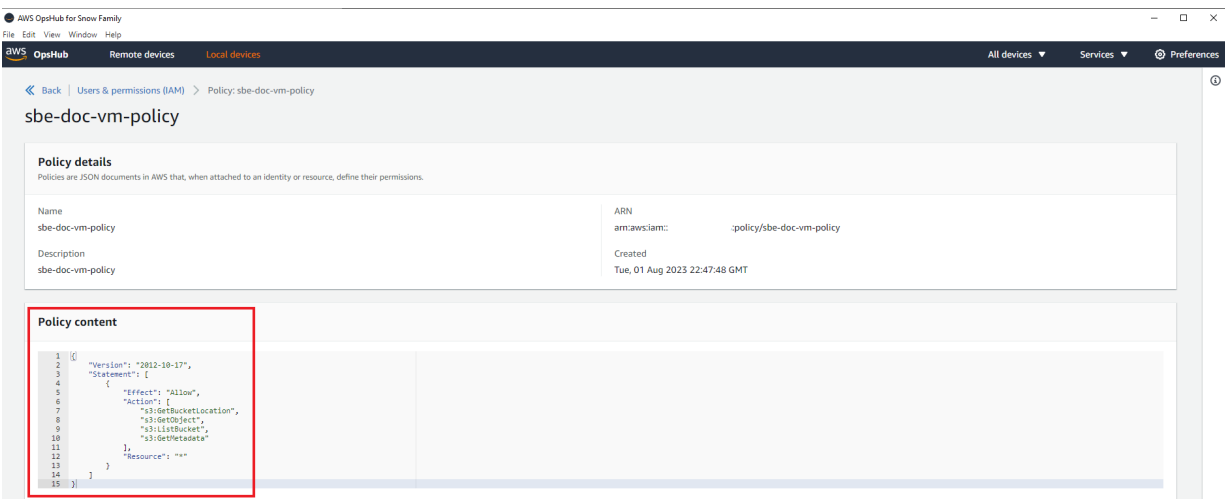 AWS OpsHub for Snow Family
File Edit View Window Help
aws OpsHub Remote devices Local devices All devices ▼ Services ▼ Preferences
Back | Users & permissions (IAM) > Policy: sbe-doc-vm-policy
sbe-doc-vm-policy
Policy details
Policies are JSON documents in AWS that, when attached to an identity or resource, define their permissions.
Name
sbe-doc-vm-policy
ARN
arn:aws:iam:: :policy/sbe-doc-vm-policy
Description
sbe-doc-vm-policy
Created
Tue, 01 Aug 2023 22:47:48 GMT
Policy content
1 {
2 "Version": "2012-10-17",
3 "Statement": [
4 {
5 "Effect": "Allow",
6 "Action": [
7 "s3:GetBucketLocation",
8 "s3:GetObject",
9 "s3:ListBucket",
10 "s3:GetMetadata"
11 ],
12 "Resource": "*"
13 }
14 ]
15 }